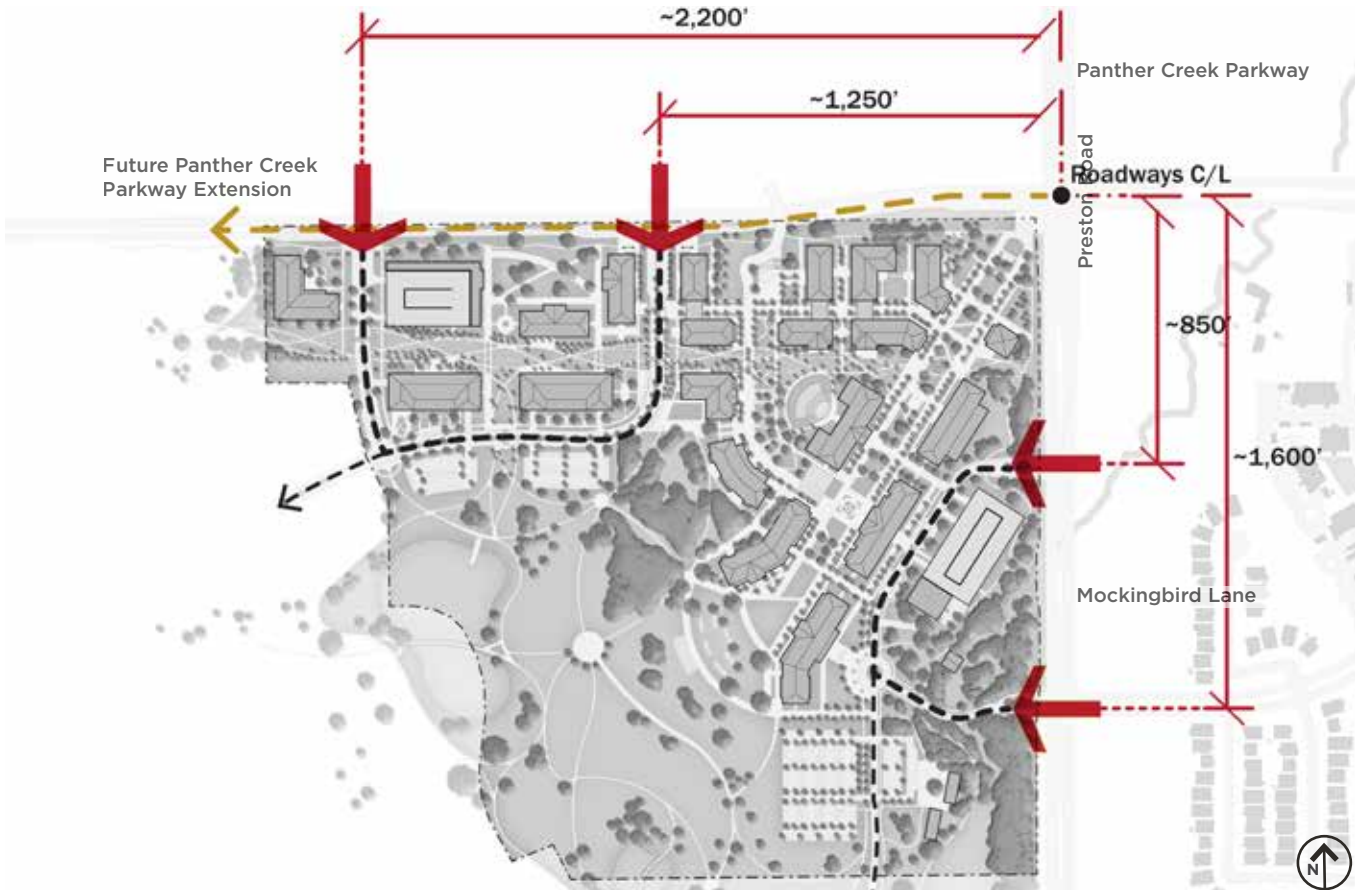 ~2,200'
Panther Creek Parkway
~1,250'
Future Panther Creek
Parkway Extension
Preston Road
Roadways C/L
~850'
~1,600'
Mockingbird Lane
N